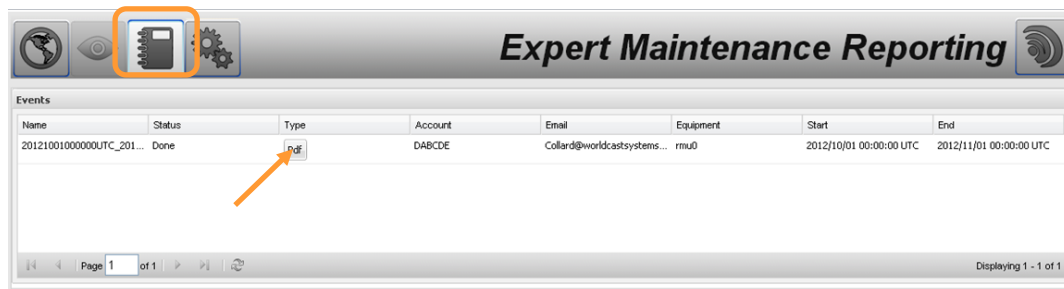 Expert Maintenance Reporting
Events
Name Status Type Account Email Equipment Start End
20121001000000UTC_201... Done Pdf DABCDE Collard@worldcastsystems... rmu0 2012/10/01 00:00:00 UTC 2012/11/01 00:00:00 UTC
Page 1 of 1 Displaying 1 - 1 of 1